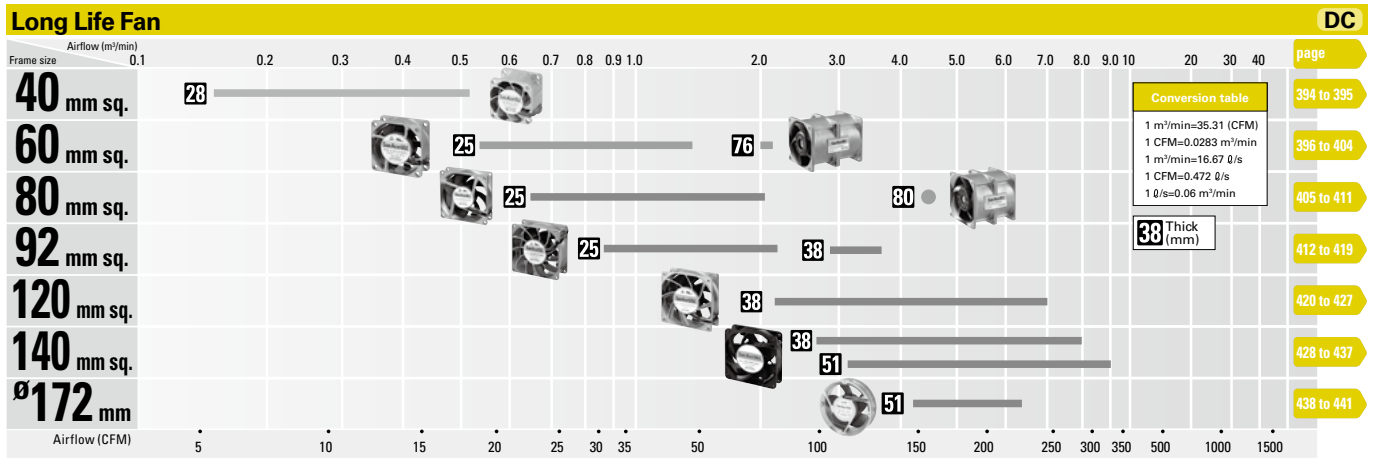 Long Life Fan DC
Airflow (m³/min)
Frame size 0.1 0.2 0.3 0.4 0.5 0.6 0.7 0.8 0.9 1.0 2.0 3.0 4.0 5.0 6.0 7.0 8.0 9.0 10 20 30 40 page
40 mm sq. 28 394 to 395
60 mm sq. 25 76 396 to 404
80 mm sq. 25 80 405 to 411
92 mm sq. 25 38 412 to 419
120 mm sq. 38 420 to 427
140 mm sq. 38 428 to 437
51
ø172 mm 51 438 to 441
Conversion table
1 m³/min=35.31 (CFM)
1 CFM=0.0283 m³/min
1 m³/min=16.67 ℓ/s
1 CFM=0.472 ℓ/s
1 ℓ/s=0.06 m³/min
38 Thick
(mm)
Airflow (CFM) 5 10 15 20 25 30 35 50 100 150 200 250 300 350 500 1000 1500